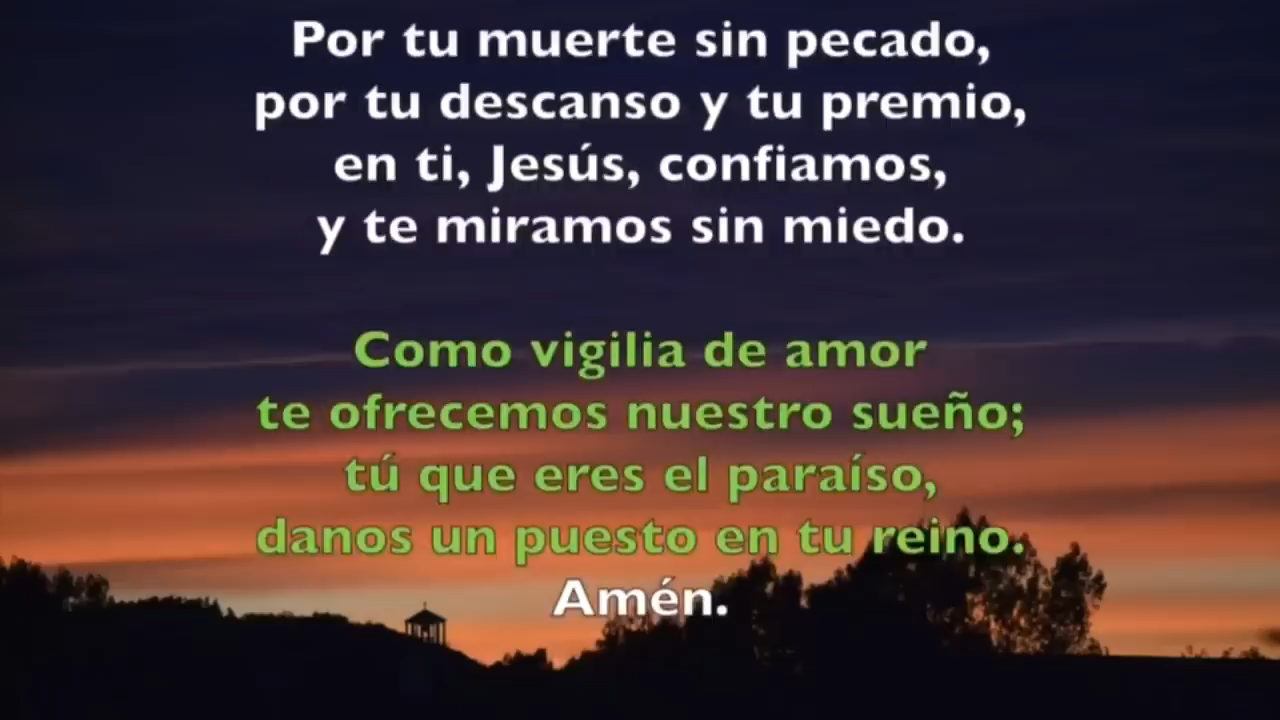 Por tu muerte sin pecado,
por tu descanso y tu premio,
en ti, Jesús, confiamos,
y te miramos sin miedo.
Como vigilia de amor
te ofrecemos nuestro sueño;
tú que eres el paraíso,
danos un puesto en tu reino.
Amén.